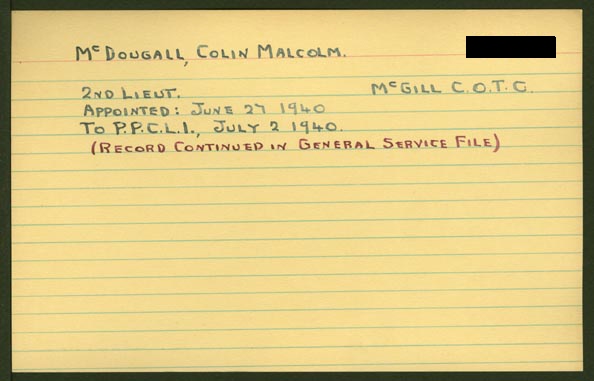 McDougall, Colin Malcolm.
2nd Lieut. McGill C.O.T.C.
Appointed: June 27 1940
To P.P.C.L.I., July 2 1940.
(Record Continued in General Service File)